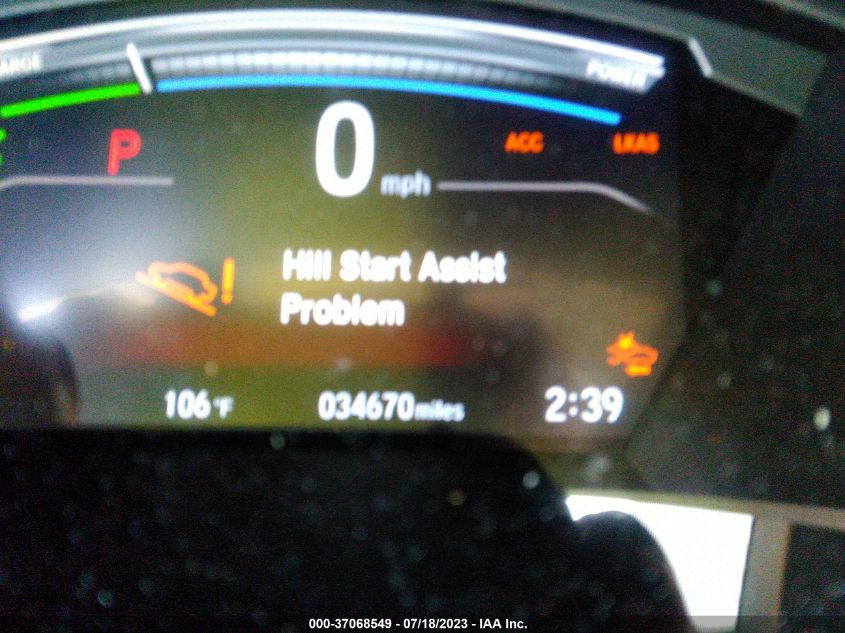 POWER
P
0 mph
ACC
LKAS
Hill Start Assist
Problem
106°F
034670 miles
2:39
000-37068549 - 07/18/2023 - IAA Inc.